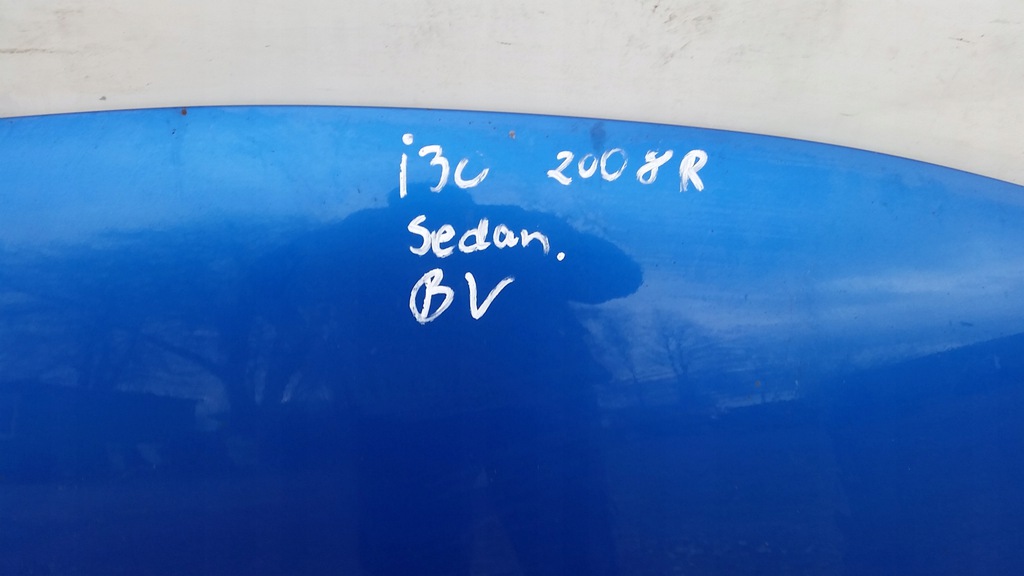 i30 2008R
Sedan.
BV